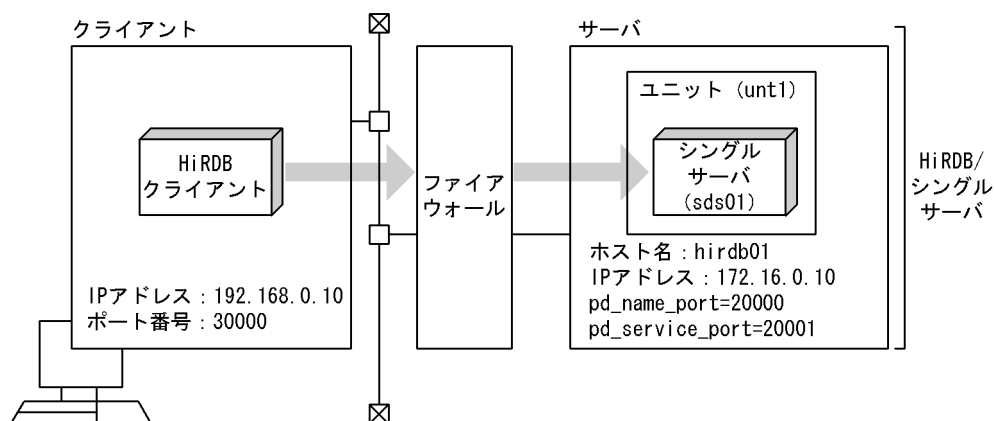 クライアント
HiRDB
クライアント
IPアドレス：192.168.0.10
ポート番号：30000
ファイア
ウォール
サーバ
ユニット（unt1）
シングル
サーバ
(sds01)
ホスト名：hirdb01
IPアドレス：172.16.0.10
pd_name_port=20000
pd_service_port=20001
HiRDB/
シングル
サーバ